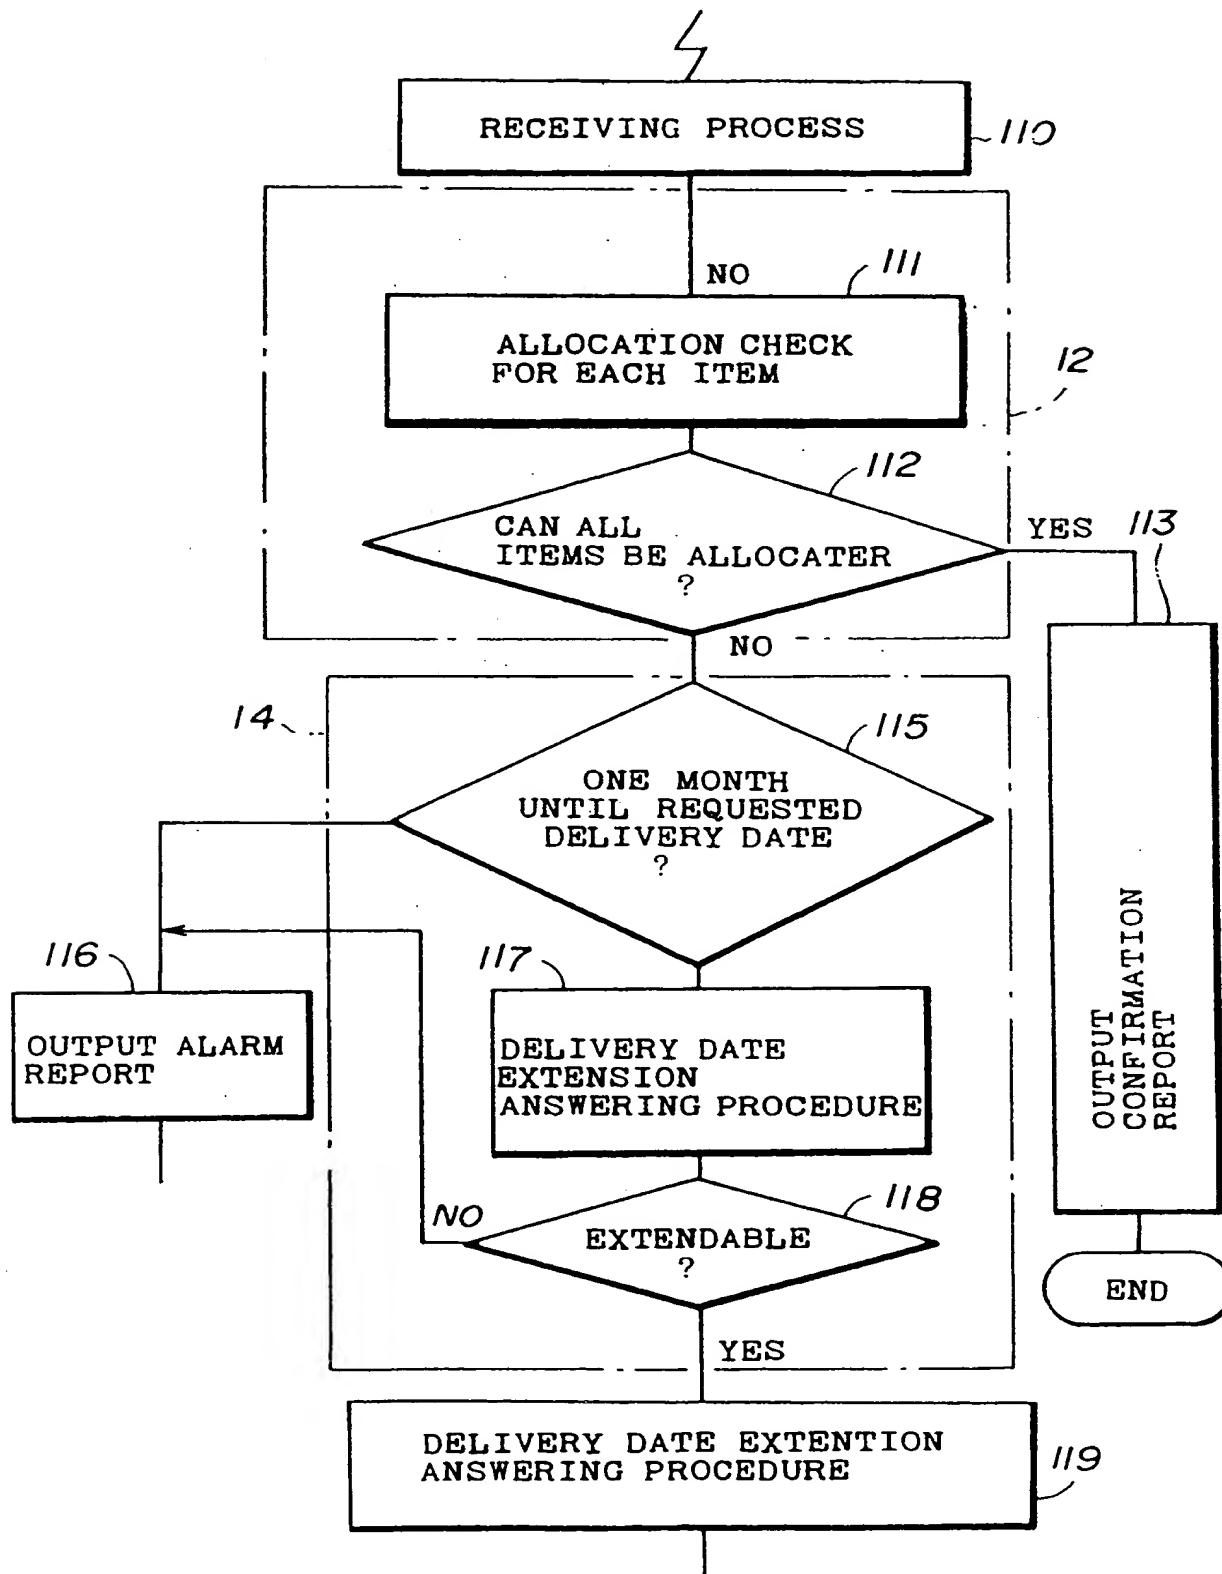 RECEIVING PROCESS
110
NO
111
ALLOCATION CHECK
FOR EACH ITEM
12
112
CAN ALL
ITEMS BE ALLOCATER
?
YES
113
NO
14
115
ONE MONTH
UNTIL REQUESTED
DELIVERY DATE
?
116
OUTPUT ALARM
REPORT
117
DELIVERY DATE
EXTENSION
ANSWERING PROCEDURE
OUTPUT
CONFIRMATION
REPORT
NO
118
EXTENDABLE
?
END
YES
DELIVERY DATE EXTENTION
ANSWERING PROCEDURE
119